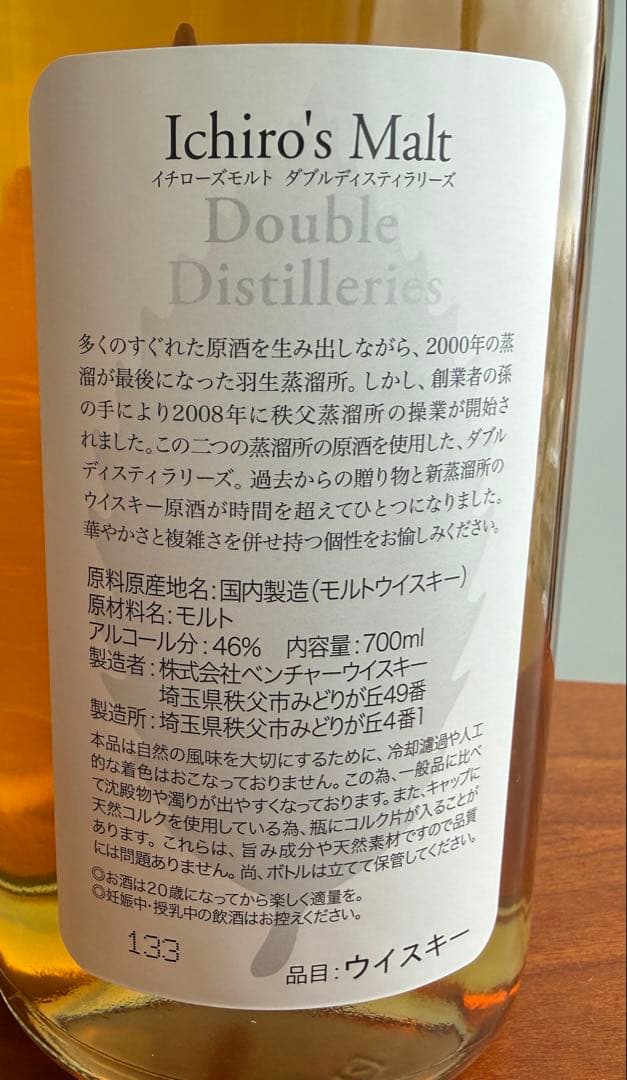 Ichiro's Malt
イチローズモルト ダブルディスティラリーズ
Double
Distilleries
多くのすぐれた原酒を生み出しながら、2000年の蒸
溜が最後になった羽生蒸溜所。しかし、創業者の孫
の手により2008年に秩父蒸溜所の操業が開始さ
れました。この二つの蒸溜所の原酒を使用した、ダブル
ディスティラリーズ。過去からの贈り物と新蒸溜所の
ウイスキー原酒が時間を超えてひとつになりました。
華やかさと複雑さを併せ持つ個性をお愉しみください。
原料原産地名:国内製造(モルトウイスキー)
原材料名:モルト
アルコール分:46% 内容量:700ml
製造者:株式会社ベンチャーウイスキー
埼玉県秩父市みどりが丘49番
製造所:埼玉県秩父市みどりが丘4番1
本品は自然の風味を大切にするために、冷却濾過や人工
的な着色はおこなっておりません。この為、一般品に比べ
て沈殿物や濁りが出やすくなっております。また、キャップに
天然コルクを使用している為、瓶にコルク片が入ることが
あります。これらは、旨み成分や天然素材ですので品質
には問題ありません。尚、ボトルは立てて保管してください。
◎お酒は20歳になってから楽しく適量を。
◎妊娠中・授乳中の飲酒はお控えください。
133
品目:ウイスキー